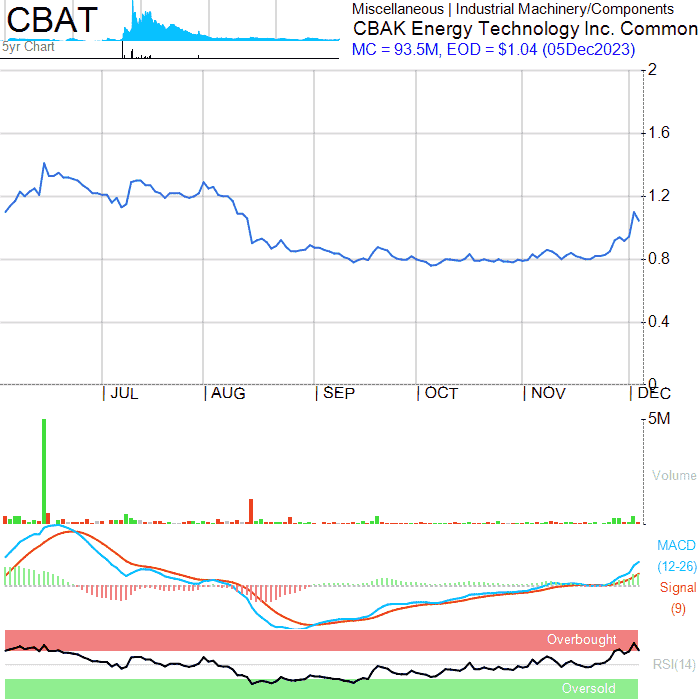 CBAT
5yr Chart
Miscellaneous | Industrial Machinery/Components
CBAK Energy Technology Inc. Common
MC = 93.5M, EOD = $1.04 (05Dec2023)
2
1.6
1.2
0.8
0.4
0
| JUL | AUG | SEP | OCT | NOV | DEC
5M
Volume
MACD
(12-26)
Signal
(9)
Overbought
RSI(14)
Oversold